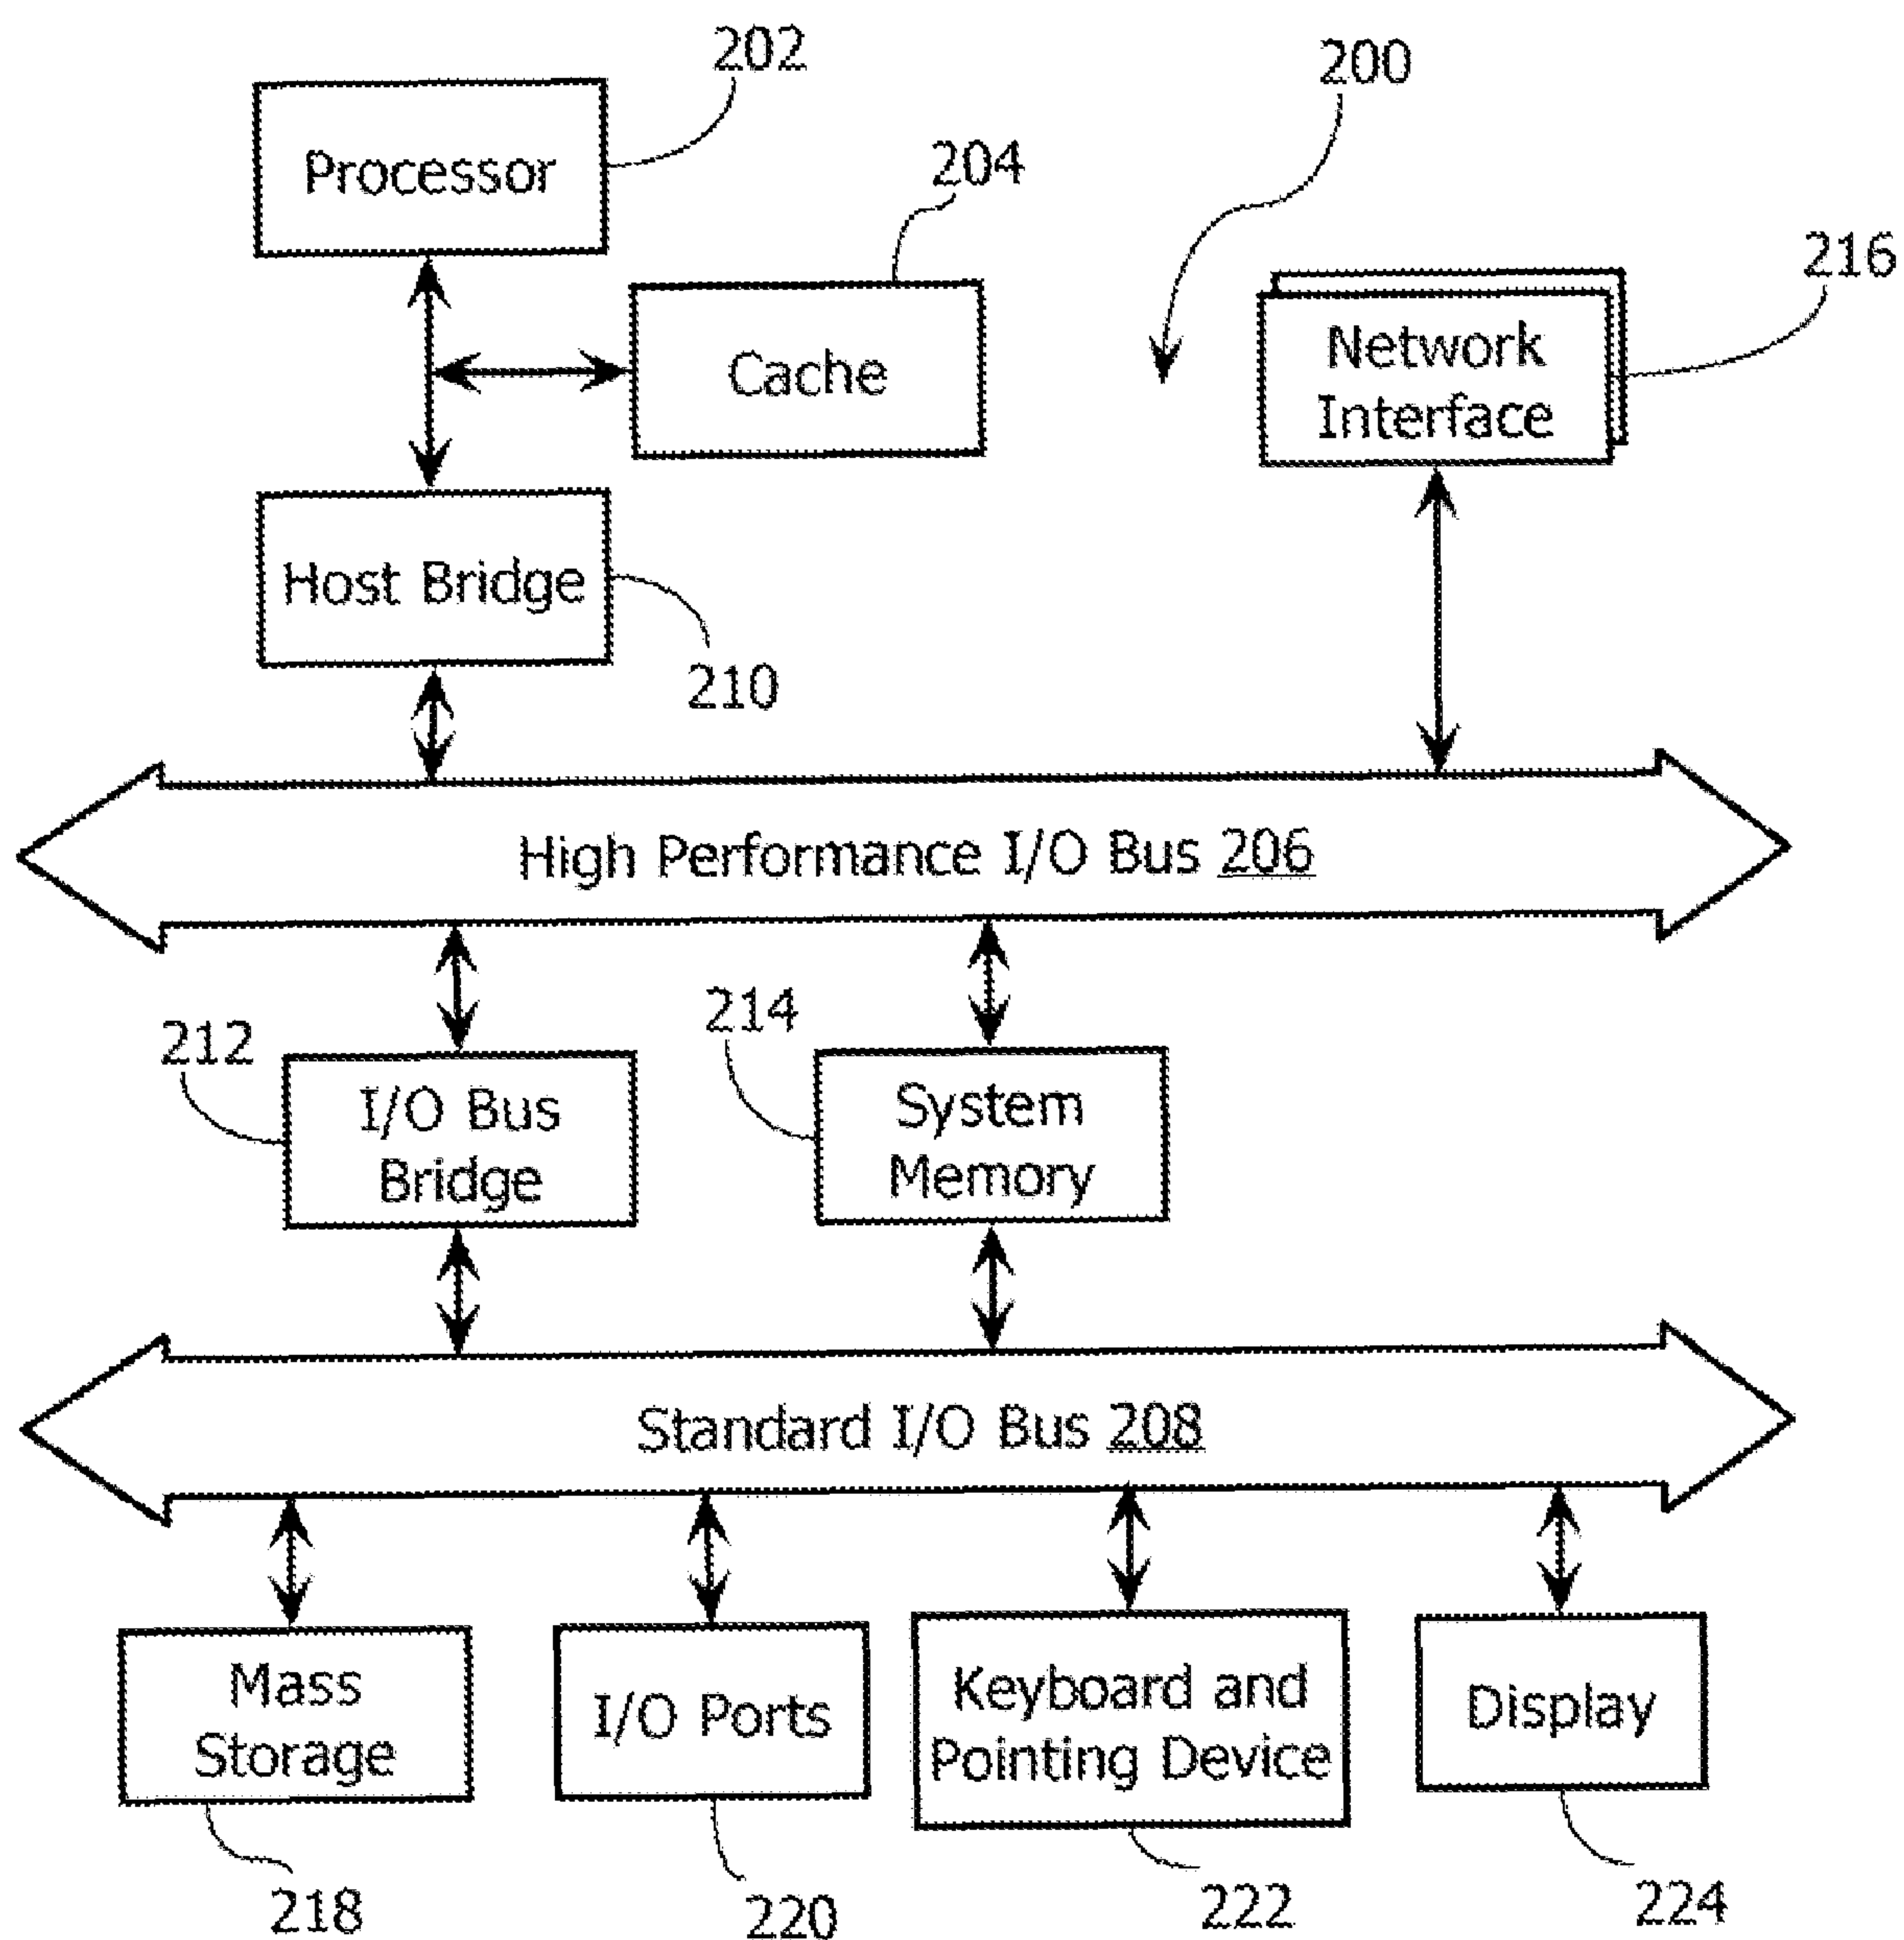 202
200
Processor
204
216
Network
Interface
Cache
Host Bridge
210
High Performance I/O Bus 206
214
212
I/O Bus
Bridge
System
Memory
Standard I/O Bus 208
Mass
Storage
I/O Ports
Keyboard and
Pointing Device
Display
218
220
222
224